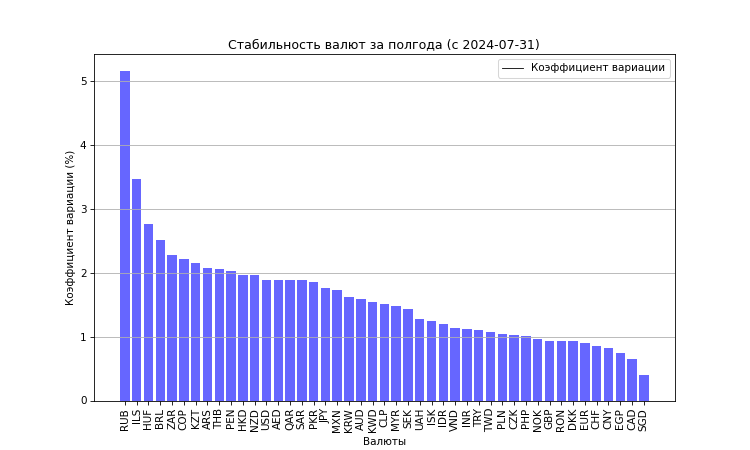 Стабильность валют за полгода (с 2024-07-31)
Коэффициент вариации
Коэффициент вариации (%)
5
4
3
2
1
0
RUB ILS HUF BRL ZAR COP KZT ARS THB PEN HKD NZD USD AED QAR SAR PKR JPY MXN KRW AUD KWD CLP MYR SEK UAH ISK IDR VND INR TRY TWD PLN CZK PHP NOK GBP RON DKK EUR CHF CNY EGP CAD SGD
Валюты